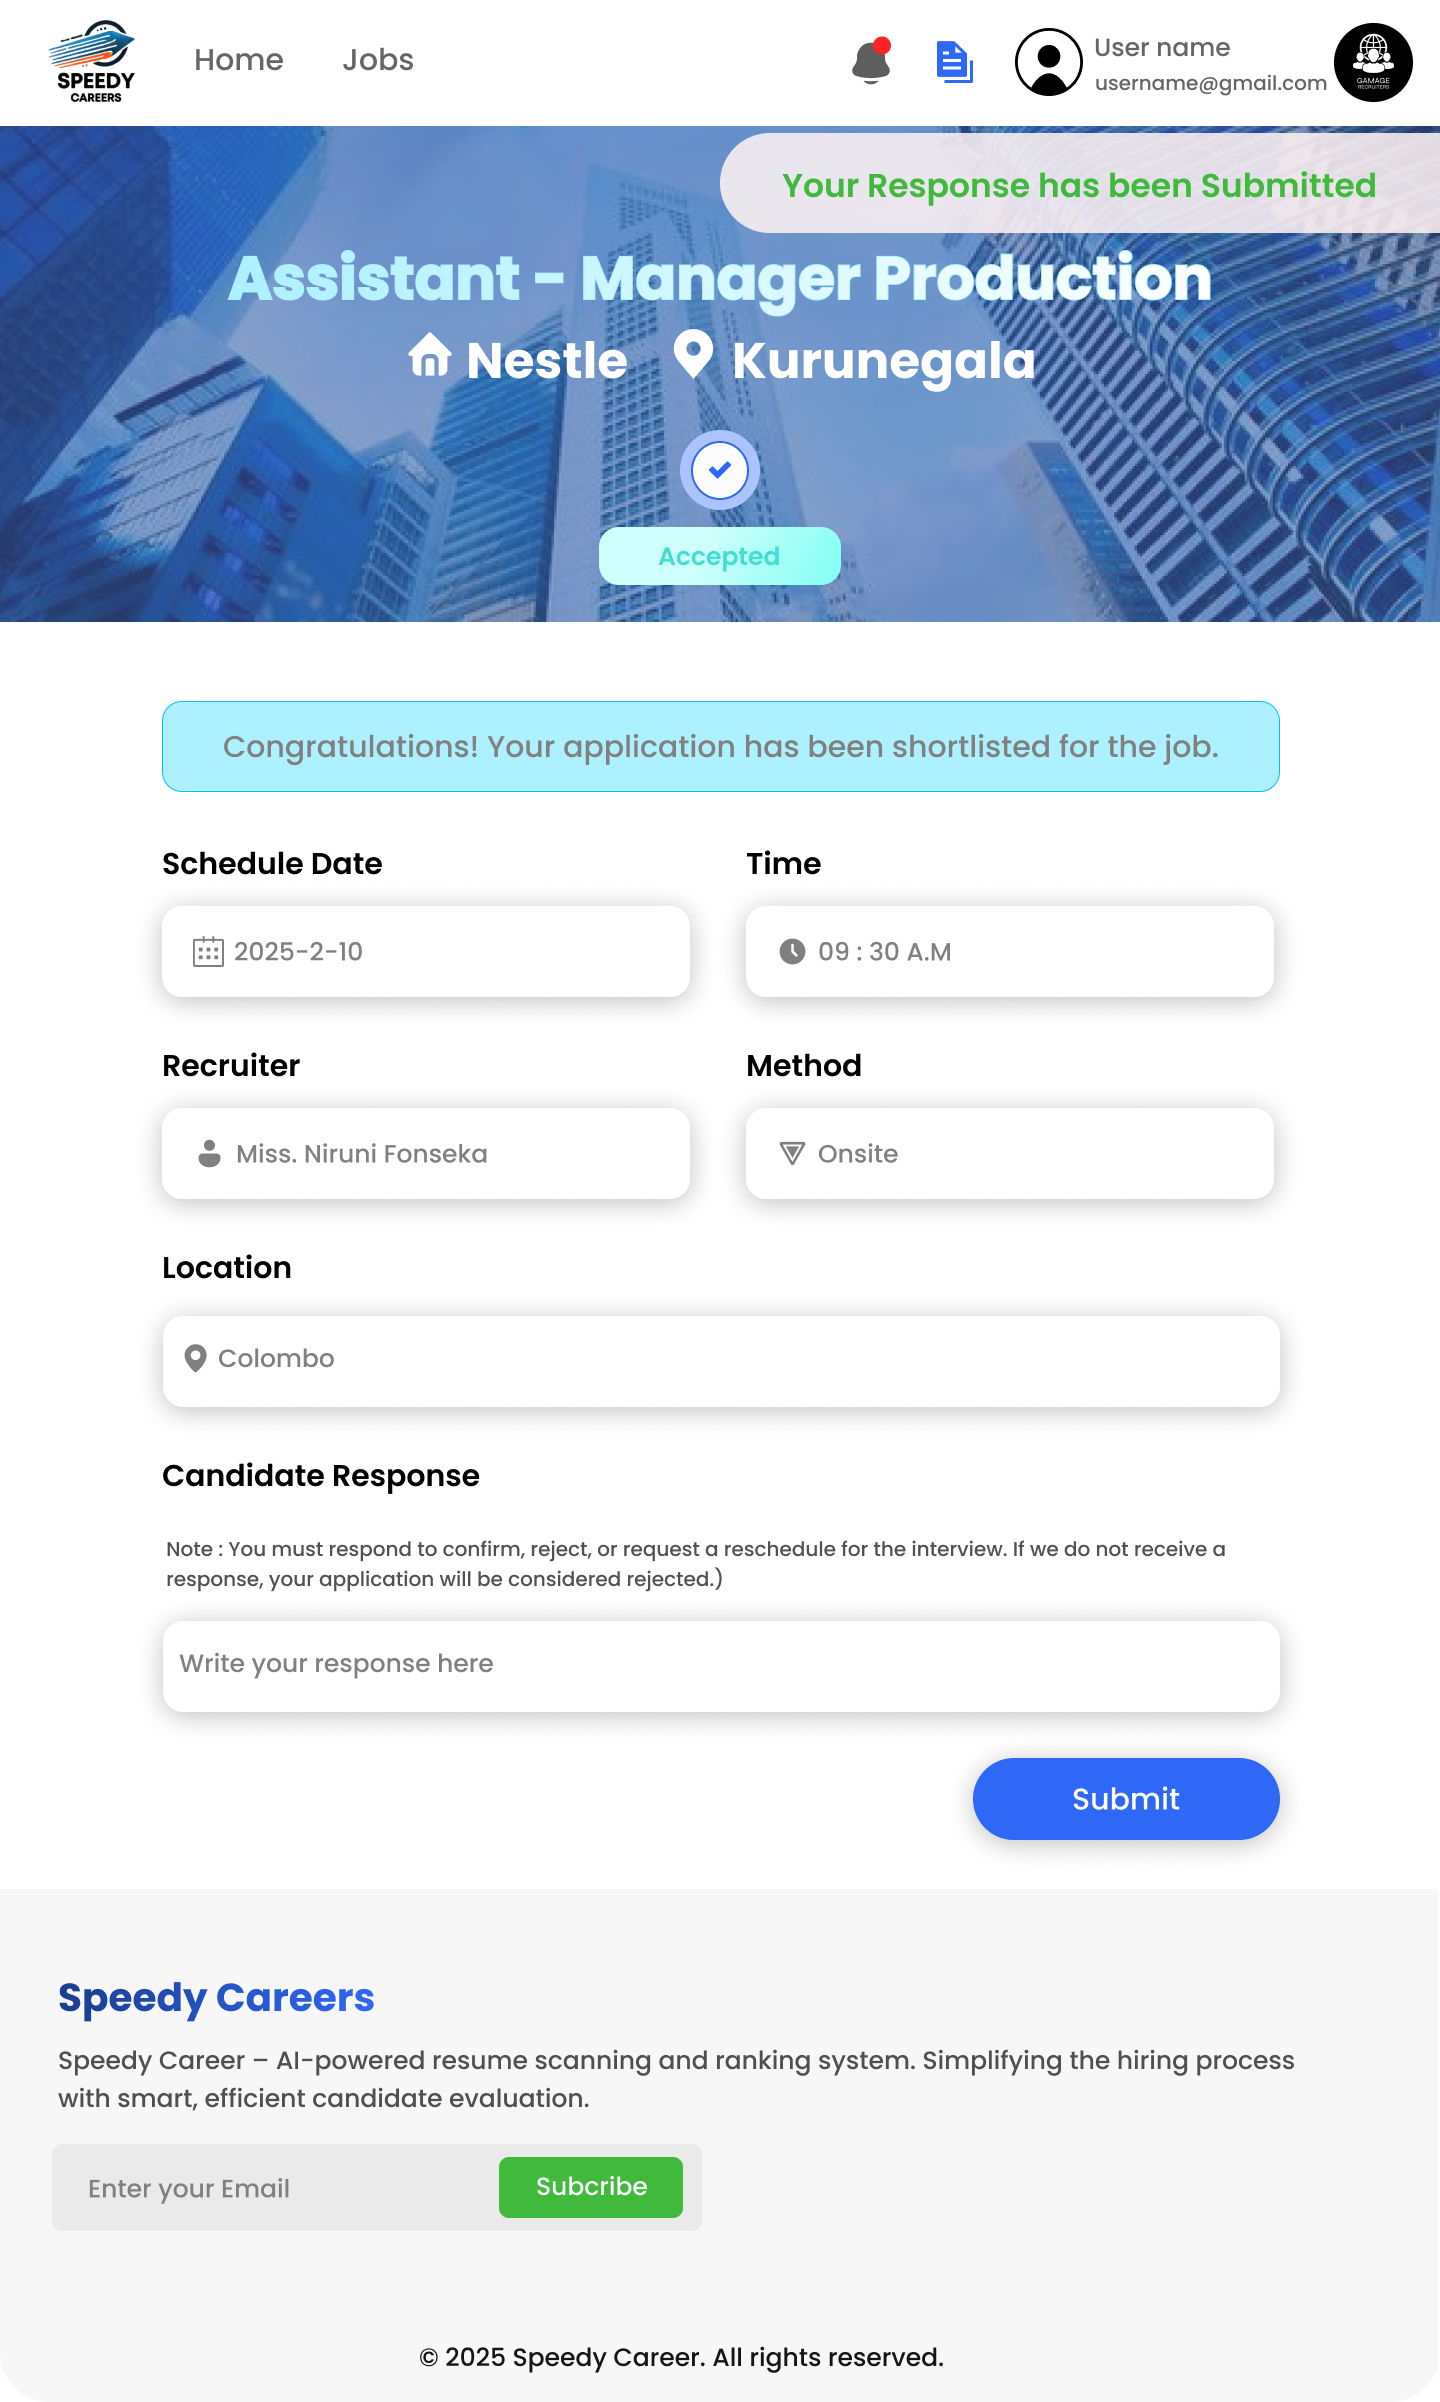 SPEEDY
CAREERS
Home
Jobs
User name
username@gmail.com
GAMAGE
RECRUITERS
Your Response has been Submitted
Assistant - Manager Production
Nestle
Kurunegala
Accepted
Congratulations! Your application has been shortlisted for the job.
Schedule Date
Time
2025-2-10
09 : 30 A.M
Recruiter
Method
Miss. Niruni Fonseka
Onsite
Location
Colombo
Candidate Response
Note : You must respond to confirm, reject, or request a reschedule for the interview. If we do not receive a
response, your application will be considered rejected.)
Write your response here
Submit
Speedy Careers
Speedy Career – AI-powered resume scanning and ranking system. Simplifying the hiring process
with smart, efficient candidate evaluation.
Enter your Email
Subcribe
© 2025 Speedy Career. All rights reserved.